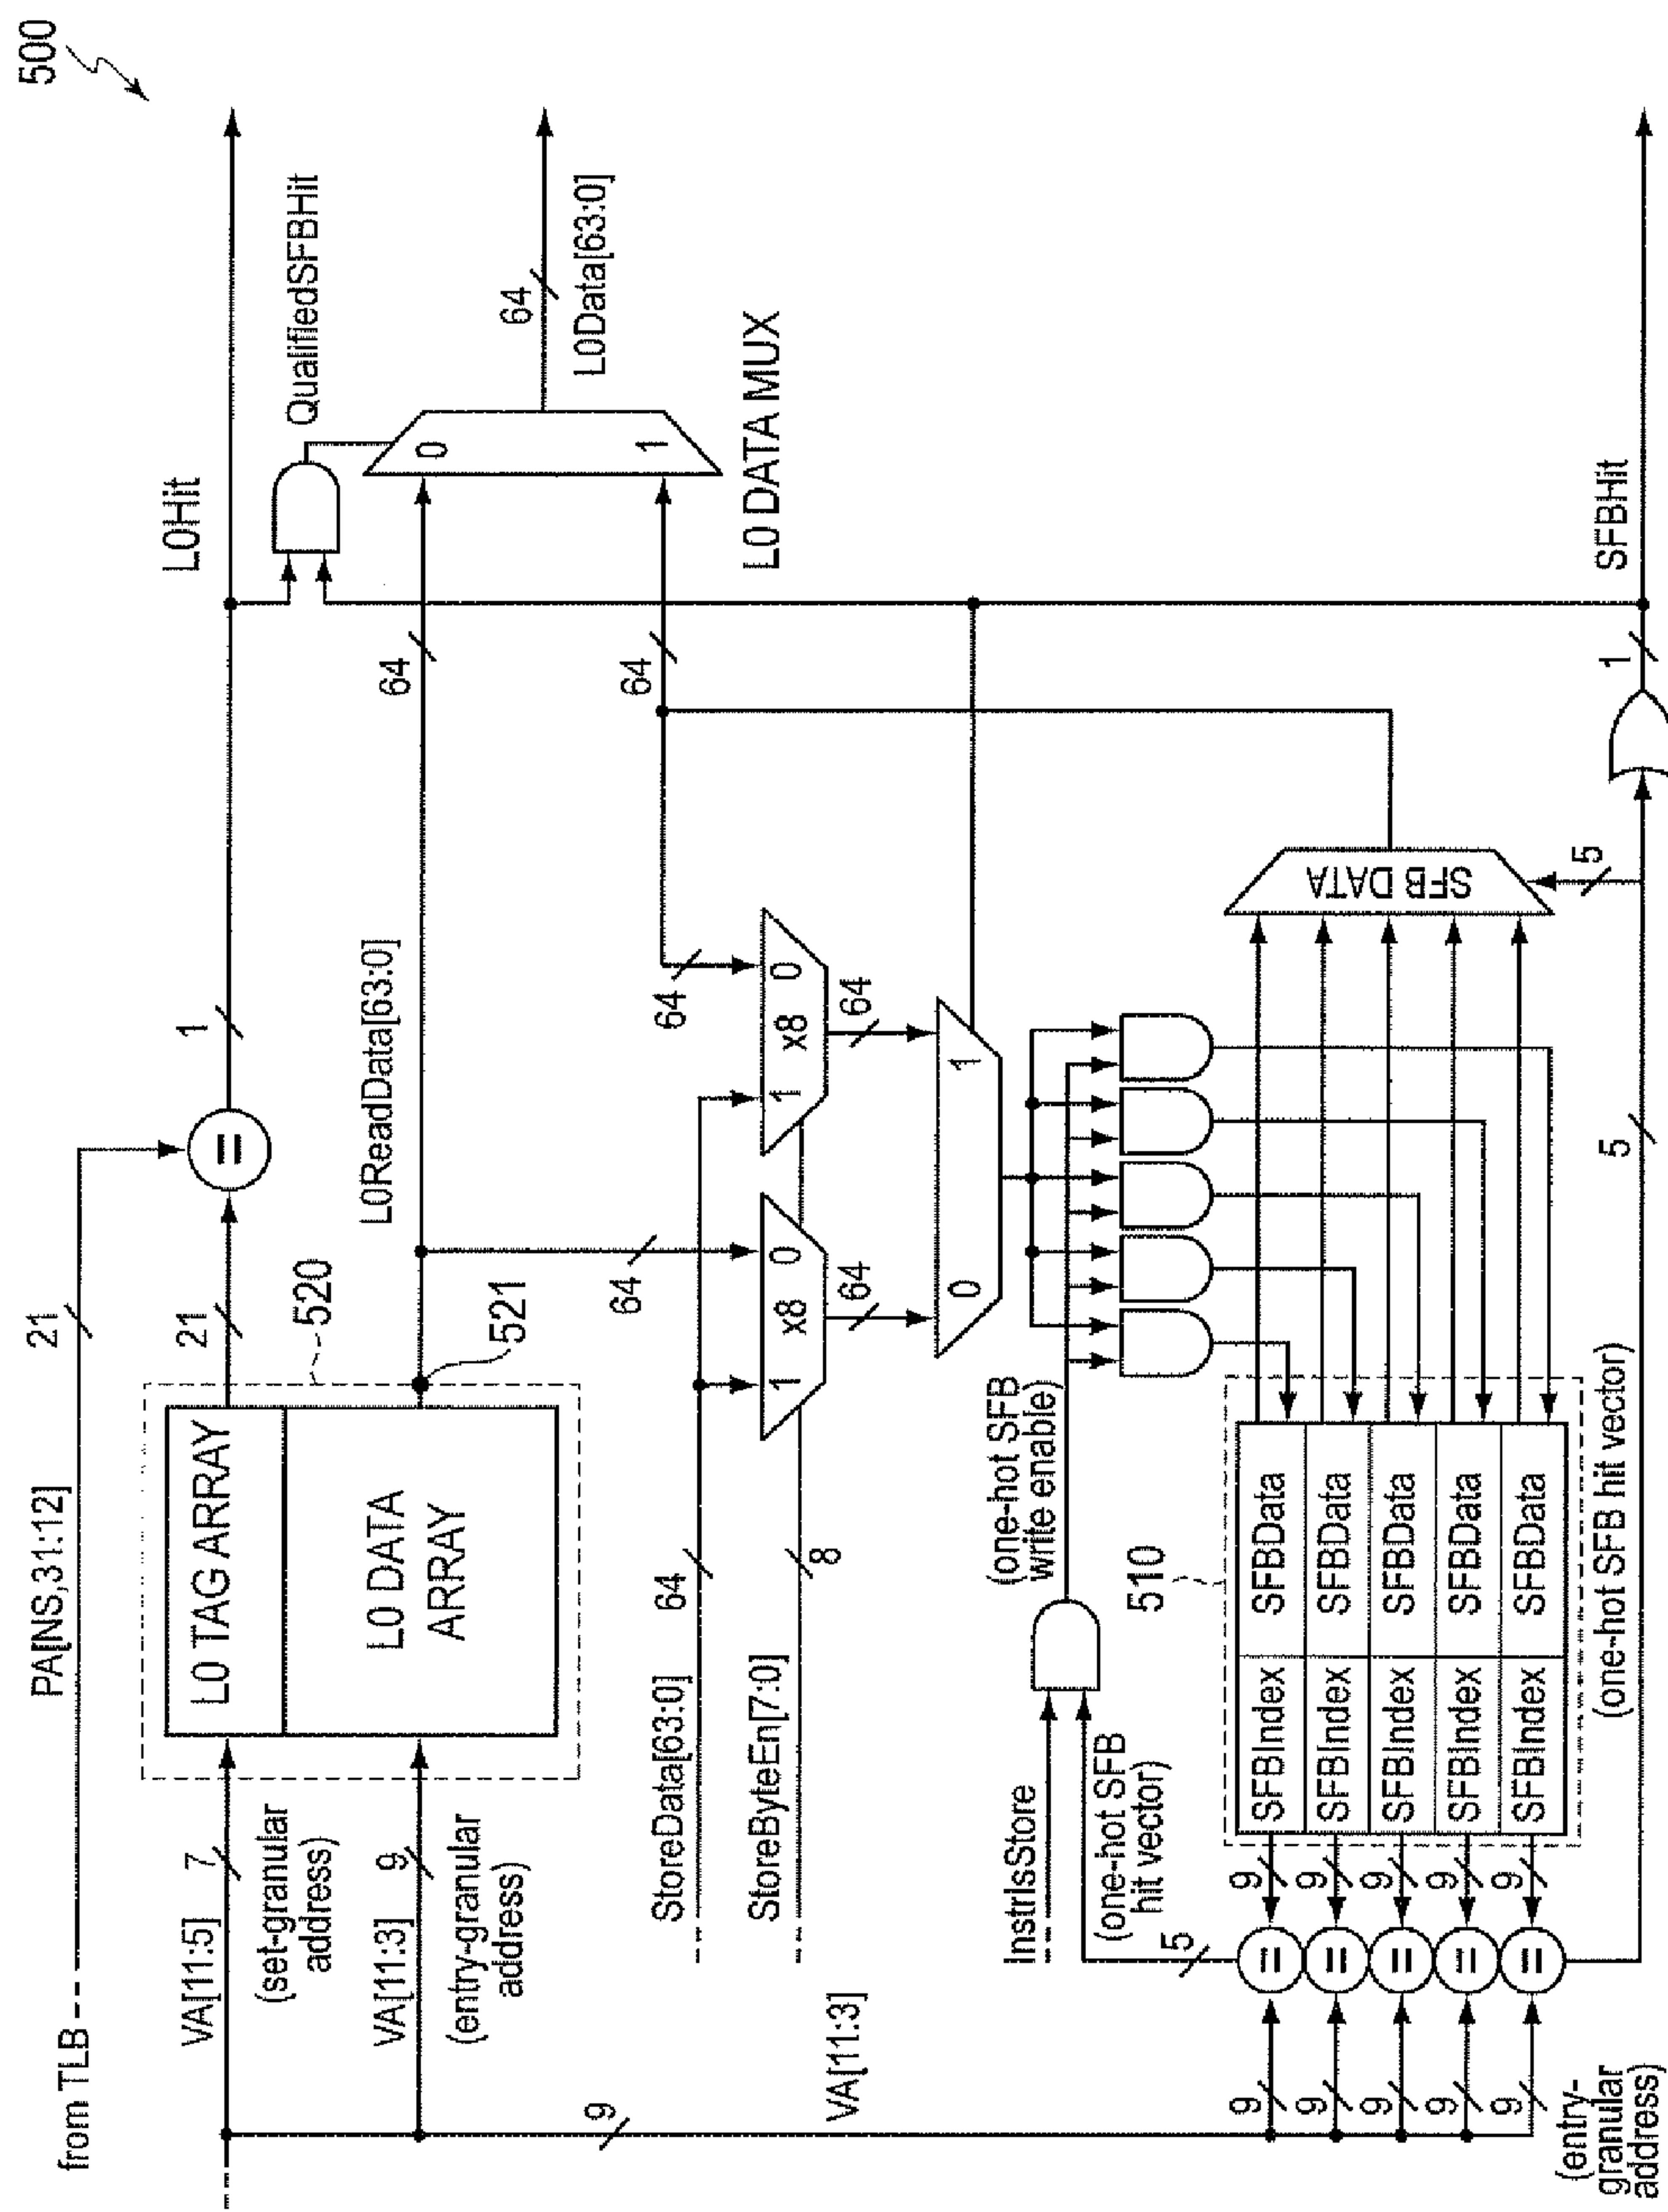 500
from TLB
PA[NS,31:12]
21
VA[11:5]
7
(set-granular
address)
VA[11:3]
9
(entry-granular
address)
L0 TAG ARRAY
L0 DATA
ARRAY
520
521
21
=
1
L0Hit
QualifiedSFBHit
L0ReadData[63:0]
64
0
1
64
L0Data[63:0]
L0 DATA MUX
64
9
VA[11:3]
StoreData[63:0]
64
StoreByteEn[7:0]
8
64
1
x8
0
64
1
x8
0
64
64
0
1
InstrIsStore
(one-hot SFB
hit vector)
5
(one-hot SFB
write enable)
510
SFBIndex
SFBData
SFBIndex
SFBData
SFBIndex
SFBData
SFBIndex
SFBData
SFBIndex
SFBData
9
=
9
9
=
9
9
=
9
9
=
9
9
=
9
(entry-
granular
address)
(one-hot SFB hit vector)
5
SFB DATA
5
1
SFBHit